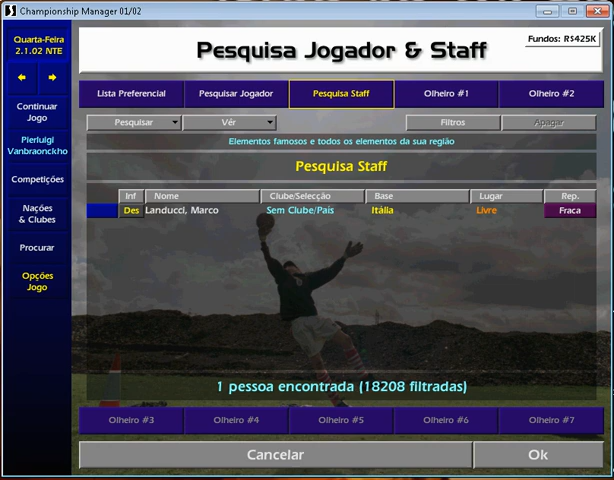 Championship Manager 01/02
Quarta-Feira
2.1.02 NTE
Pesquisa Jogador & Staff
Fundos: R$425K
Lista Preferencial
Pesquisar Jogador
Pesquisa Staff
Olheiro #1
Olheiro #2
Continuar
Jogo
Pierluigi
Vanbraonckho
Competições
Nações
& Clubes
Procurar
Opções
Jogo
Pesquisar
Vér
Filtros
Apagar
Elementos famosos e todos os elementos da sua região
Pesquisa Staff
Inf Nome Clube/Selecção Base Lugar Rep.
Des Landucci, Marco Sem Clube/País Itália Livre Fraca
1 pessoa encontrada (18208 filtradas)
Olheiro #3
Olheiro #4
Olheiro #5
Olheiro #6
Olheiro #7
Cancelar
Ok